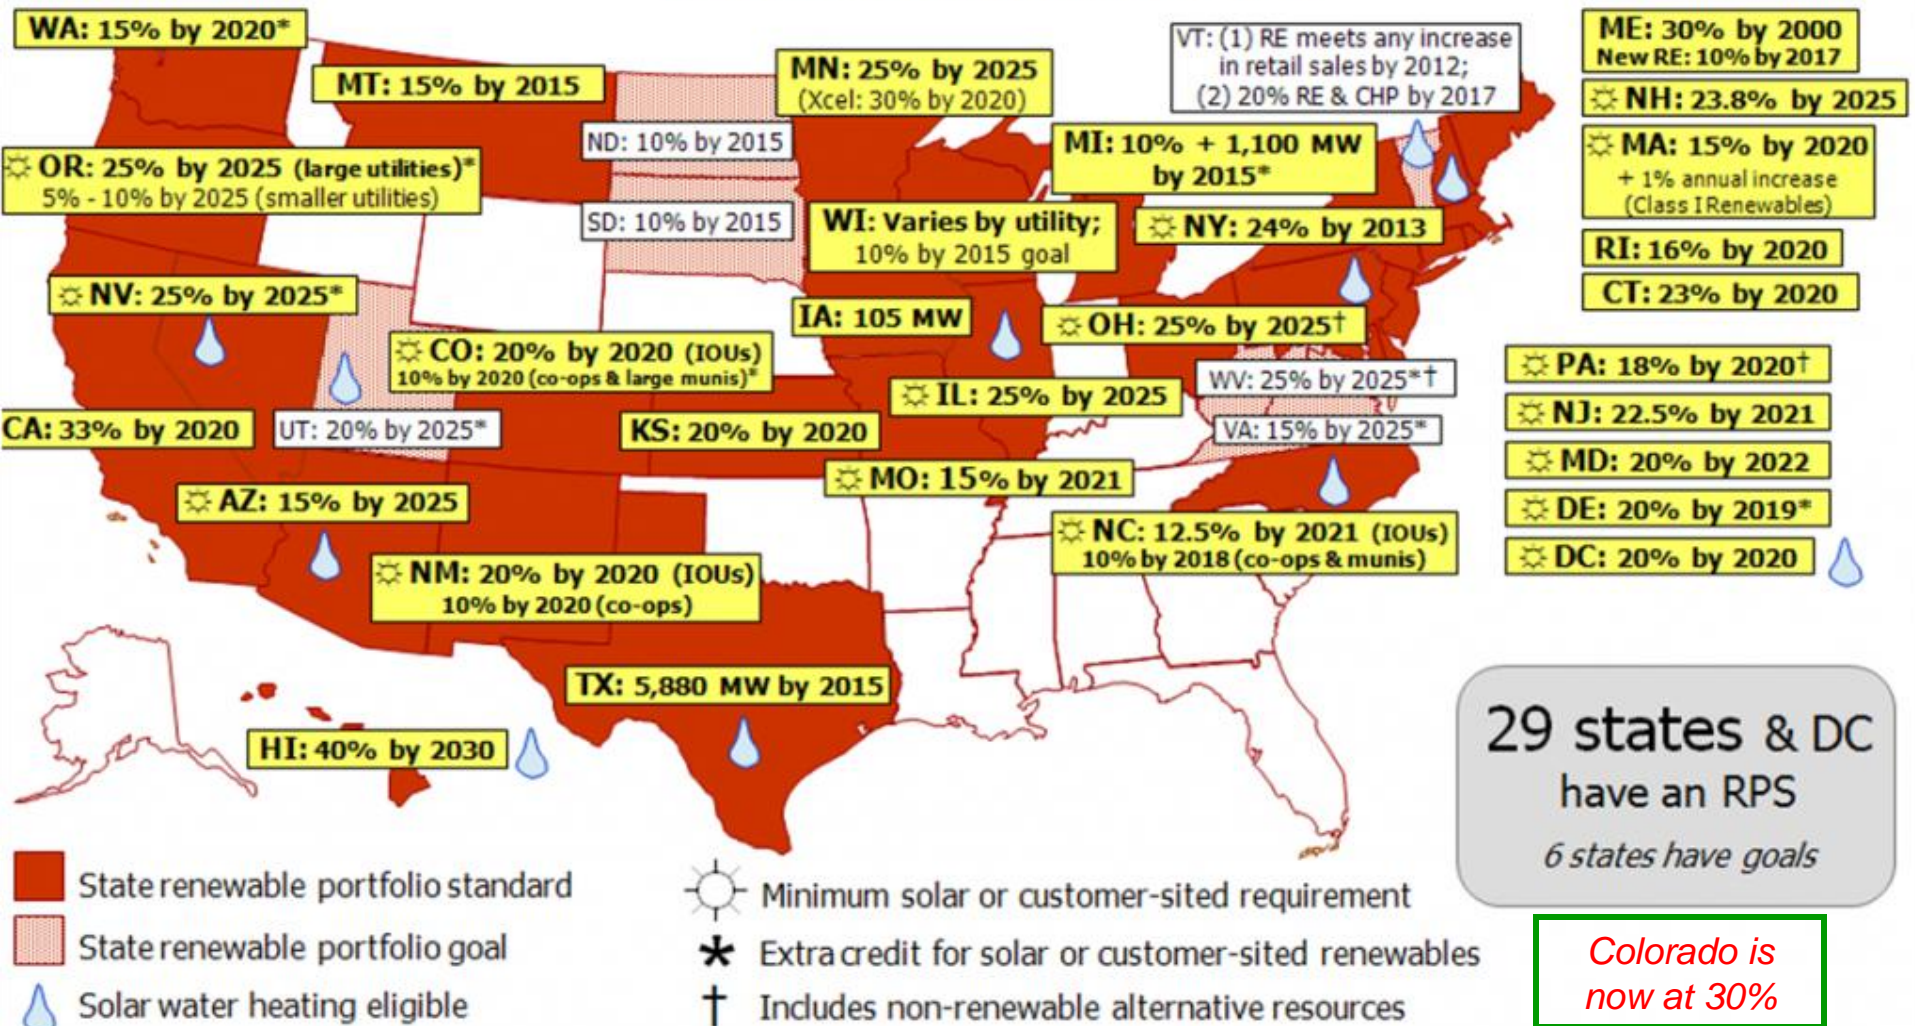 WA: 15% by 2020*
MT: 15% by 2015
MN: 25% by 2025
(Xcel: 30% by 2020)
VT: (1) RE meets any increase
in retail sales by 2012;
(2) 20% RE & CHP by 2017
ME: 30% by 2000
New RE: 10% by 2017
☼ NH: 23.8% by 2025
ND: 10% by 2015
MI: 10% + 1,100 MW
by 2015*
☼ MA: 15% by 2020
+ 1% annual increase
(Class I Renewables)
☼ OR: 25% by 2025 (large utilities)*
5% - 10% by 2025 (smaller utilities)
SD: 10% by 2015
WI: Varies by utility;
10% by 2015 goal
☼ NY: 24% by 2013
RI: 16% by 2020
CT: 23% by 2020
☼ NV: 25% by 2025*
IA: 105 MW
☼ OH: 25% by 2025†
☼ CO: 20% by 2020 (IOUs)
10% by 2020 (co-ops & large munis)*
☼ PA: 18% by 2020†
WV: 25% by 2025*†
☼ IL: 25% by 2025
☼ NJ: 22.5% by 2021
CA: 33% by 2020
UT: 20% by 2025*
KS: 20% by 2020
VA: 15% by 2025*
☼ MD: 20% by 2022
☼ MO: 15% by 2021
☼ AZ: 15% by 2025
☼ DE: 20% by 2019*
☼ NC: 12.5% by 2021 (IOUs)
10% by 2018 (co-ops & munis)
☼ DC: 20% by 2020
☼ NM: 20% by 2020 (IOUs)
10% by 2020 (co-ops)
TX: 5,880 MW by 2015
HI: 40% by 2030
29 states & DC
have an RPS
6 states have goals
State renewable portfolio standard
State renewable portfolio goal
Solar water heating eligible
☼ Minimum solar or customer-sited requirement
* Extra credit for solar or customer-sited renewables
† Includes non-renewable alternative resources
Colorado is
now at 30%